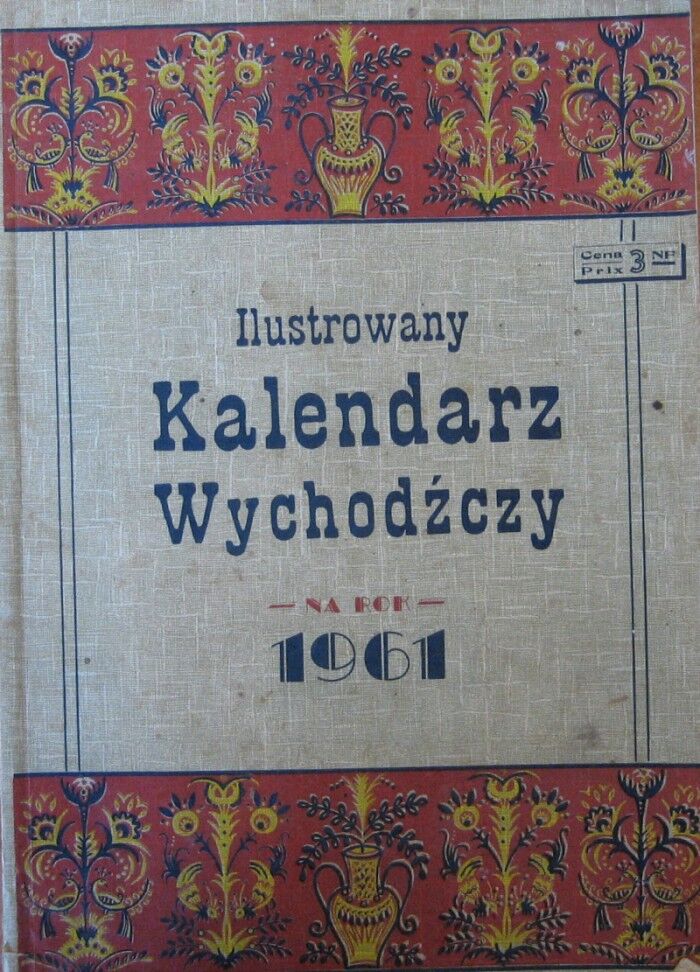 Cena
Prix 3 NF
Ilustrowany
Kalendarz
Wychodźczy
— NA ROK —
1961